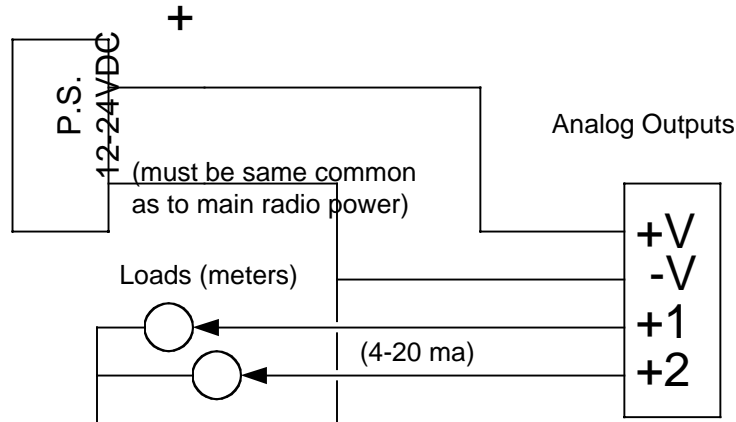 +
P.S.
12-24VDC
Analog Outputs
(must be same common
as to main radio power)
+V
-V
Loads (meters)
+1
(4-20 ma)
+2